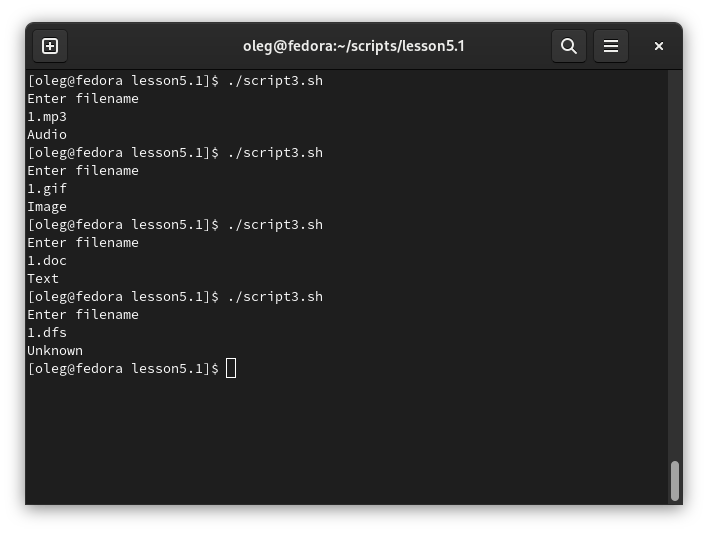 oleg@fedora:~/scripts/lesson5.1
[oleg@fedora lesson5.1]$ ./script3.sh
Enter filename
1.mp3
Audio
[oleg@fedora lesson5.1]$ ./script3.sh
Enter filename
1.gif
Image
[oleg@fedora lesson5.1]$ ./script3.sh
Enter filename
1.doc
Text
[oleg@fedora lesson5.1]$ ./script3.sh
Enter filename
1.dfs
Unknown
[oleg@fedora lesson5.1]$